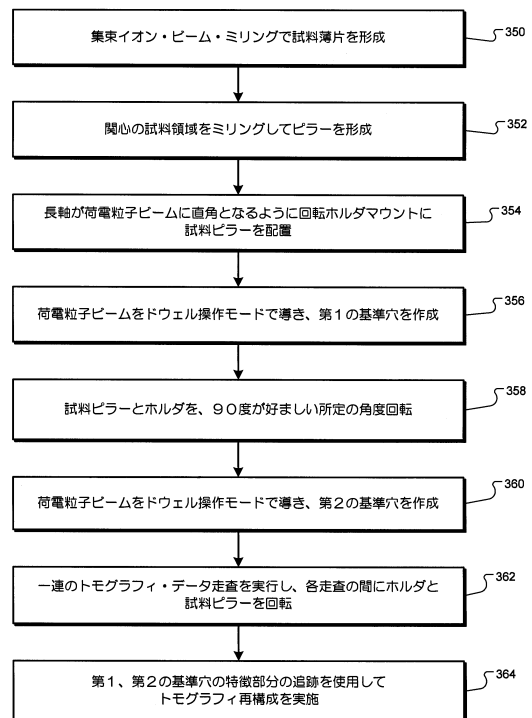 集束イオン・ビーム・ミリングで試料薄片を形成
350
関心の試料領域をミリングしてピラーを形成
352
長軸が荷電粒子ビームに直角となるように回転ホルダマウントに
試料ピラーを配置
354
荷電粒子ビームをドウェル操作モードで導き、第1の基準穴を作成
356
試料ピラーとホルダを、90度が好ましい所定の角度回転
358
荷電粒子ビームをドウェル操作モードで導き、第2の基準穴を作成
360
一連のトモグラフィ・データ走査を実行し、各走査の間にホルダと
試料ピラーを回転
362
第1、第2の基準穴の特徴部分の追跡を使用して
トモグラフィ再構成を実施
364